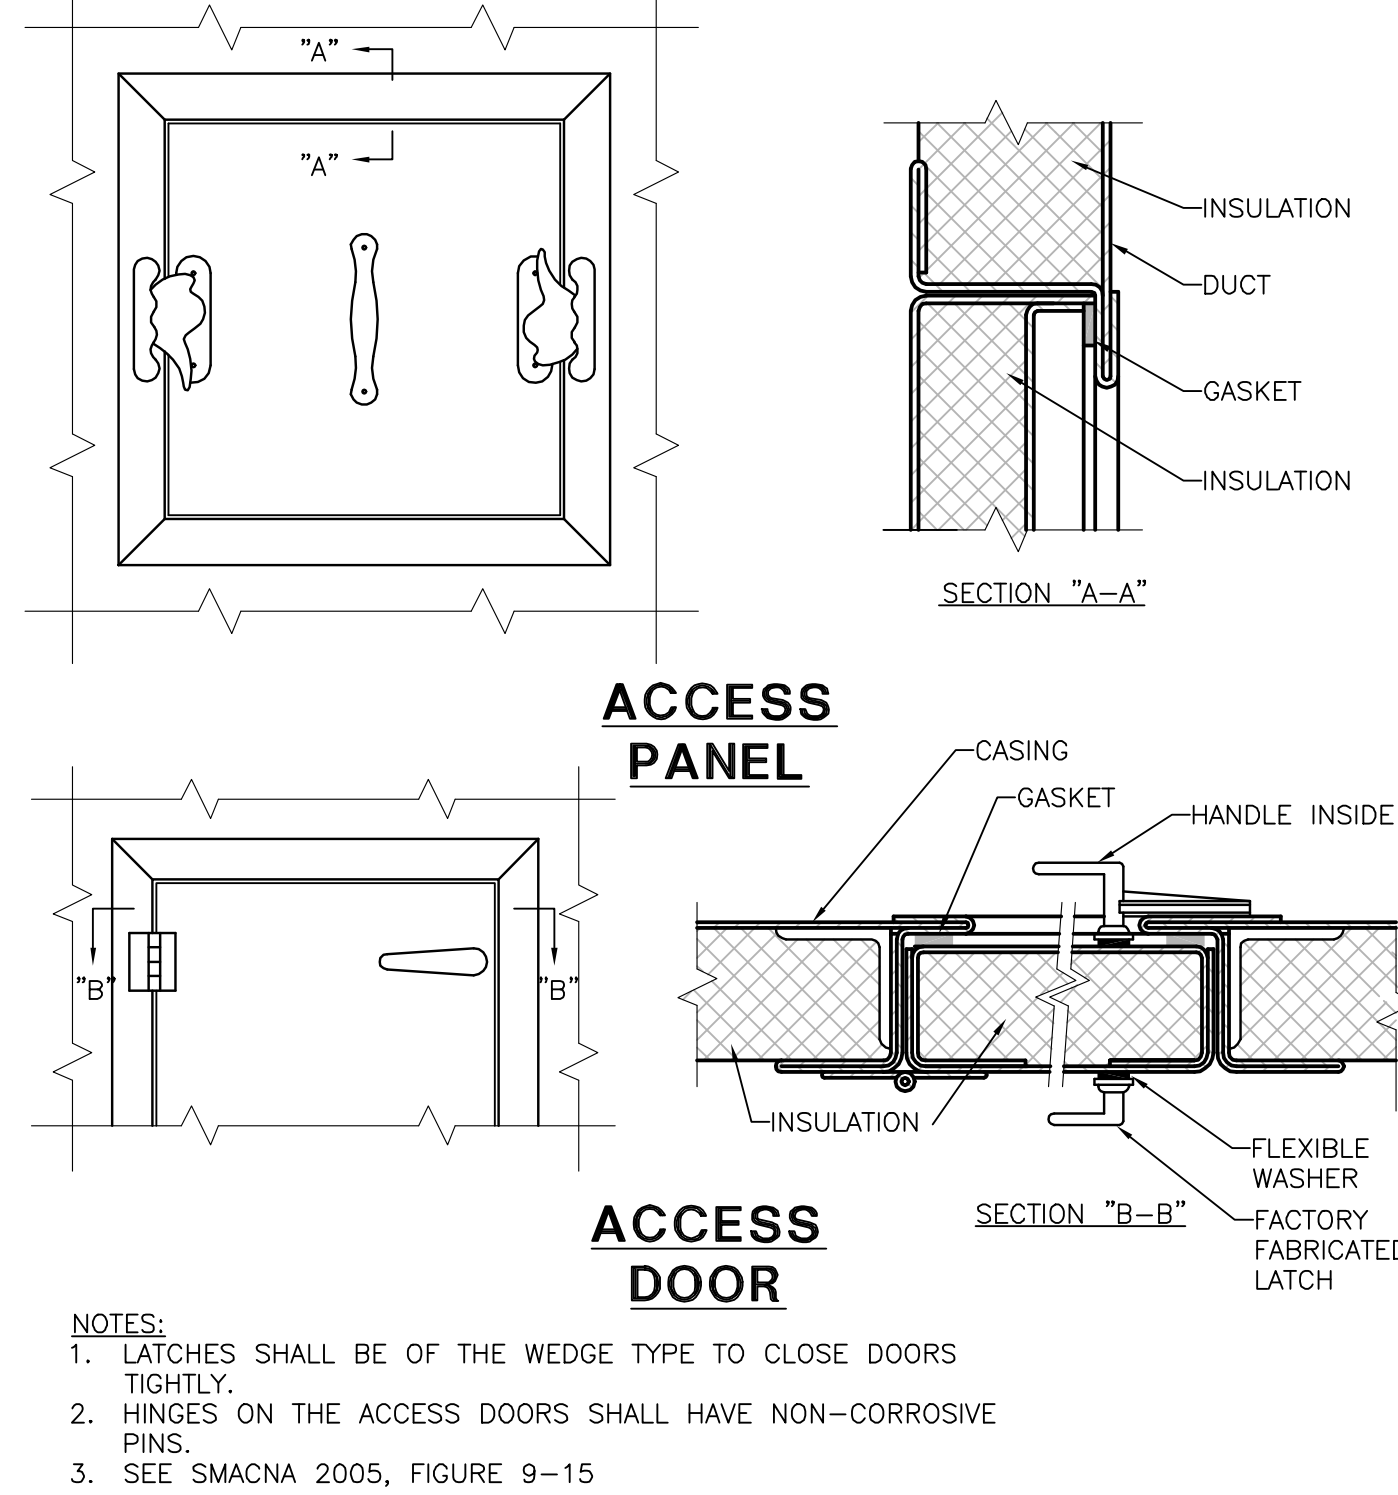 ”A”
”A”
INSULATION
DUCT
GASKET
INSULATION
SECTION ”A–A”
ACCESS
PANEL
CASING
GASKET
HANDLE INSIDE
”B”
”B”
INSULATION
FLEXIBLE
WASHER
SECTION ”B–B”
FACTORY
FABRICATED
LATCH
ACCESS
DOOR
NOTES:
1. LATCHES SHALL BE OF THE WEDGE TYPE TO CLOSE DOORS
TIGHTLY.
2. HINGES ON THE ACCESS DOORS SHALL HAVE NON–CORROSIVE
PINS.
3. SEE SMACNA 2005, FIGURE 9–15